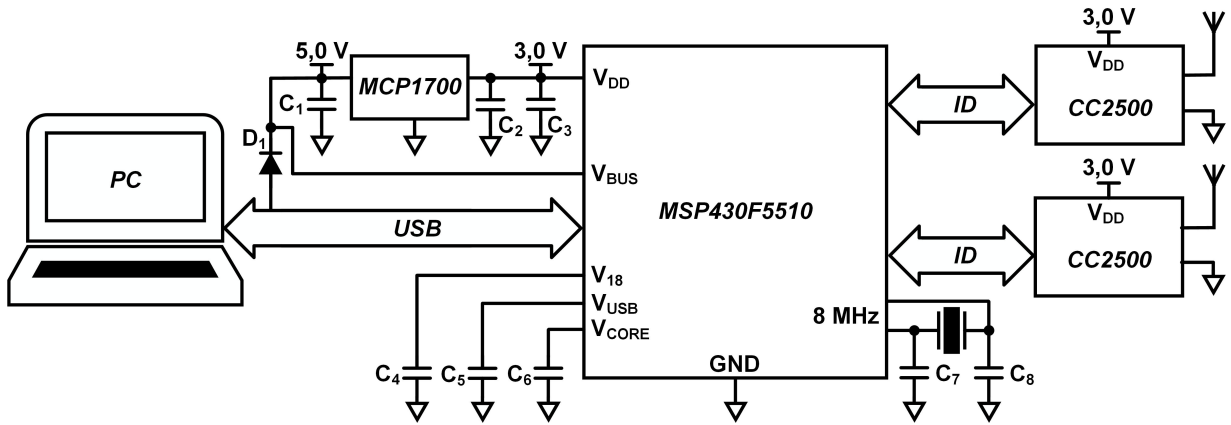 5,0 V
MCP1700
3,0 V
C1
C2
C3
D1
PC
USB
VDD
VBUS
V18
VUSB
VCORE
MSP430F5510
8 MHz
GND
C4
C5
C6
C7
C8
ID
3,0 V
VDD
CC2500
ID
3,0 V
VDD
CC2500